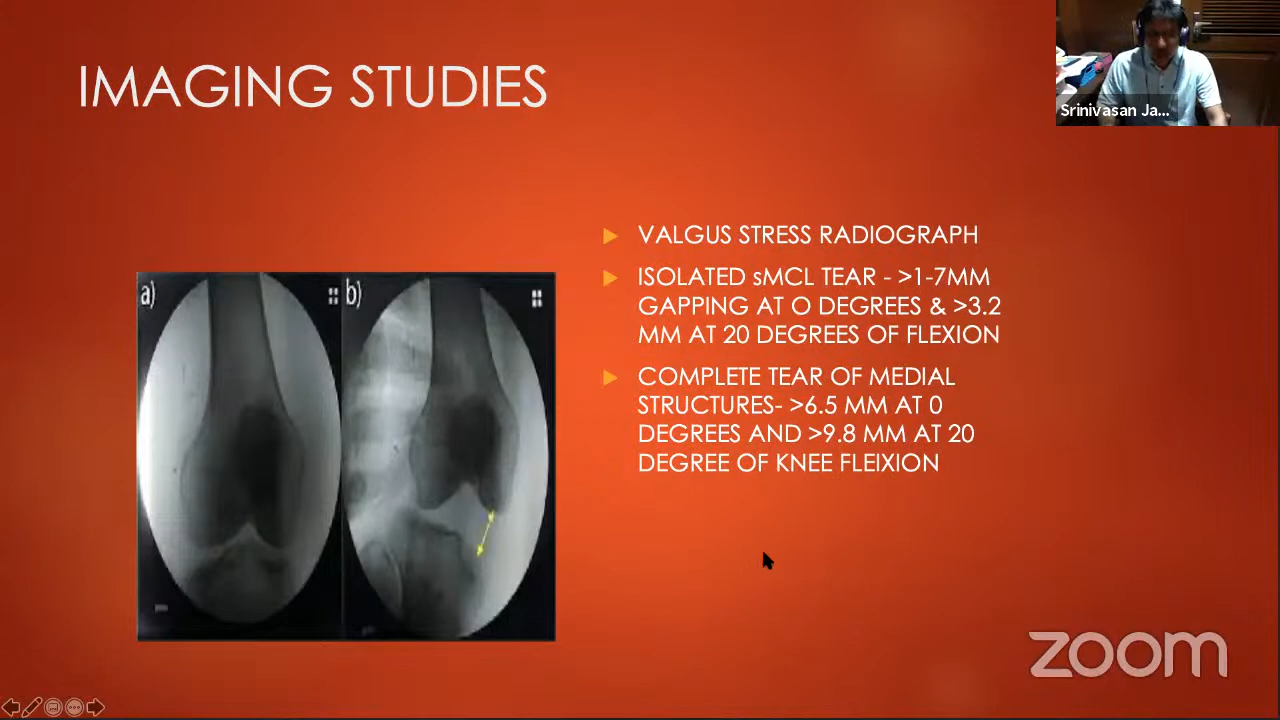 IMAGING STUDIES
Srinivasan Ja...
a)
b)
VALGUS STRESS RADIOGRAPH
ISOLATED sMCL TEAR - >1-7MM
GAPPING AT O DEGREES & >3.2
MM AT 20 DEGREES OF FLEXION
COMPLETE TEAR OF MEDIAL
STRUCTURES- >6.5 MM AT 0
DEGREES AND >9.8 MM AT 20
DEGREE OF KNEE FLEIXION
zoom